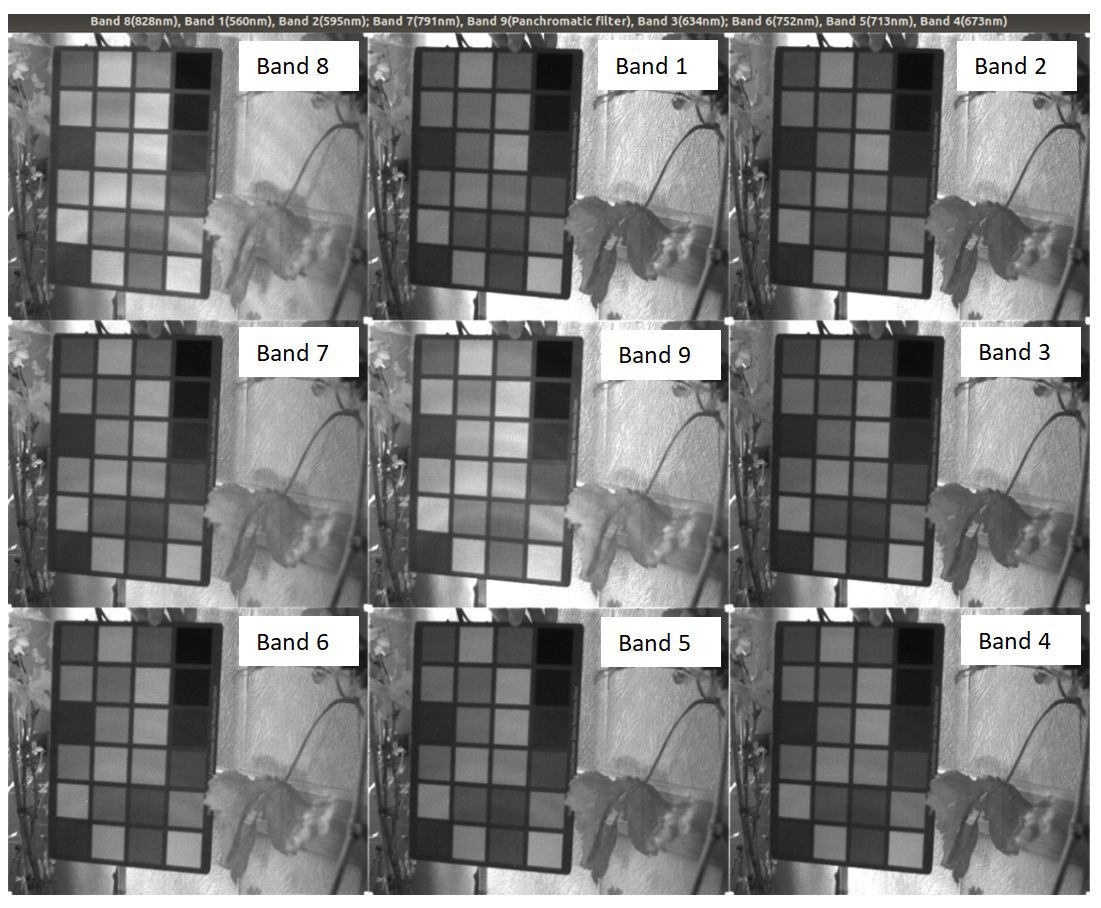 Band 8(828nm), Band 1(560nm), Band 2(595nm); Band 7(791nm), Band 9(Panchromatic filter), Band 3(634nm); Band 6(752nm), Band 5(713nm), Band 4(673nm)
Band 8
Band 1
Band 2
Band 7
Band 9
Band 3
Band 6
Band 5
Band 4